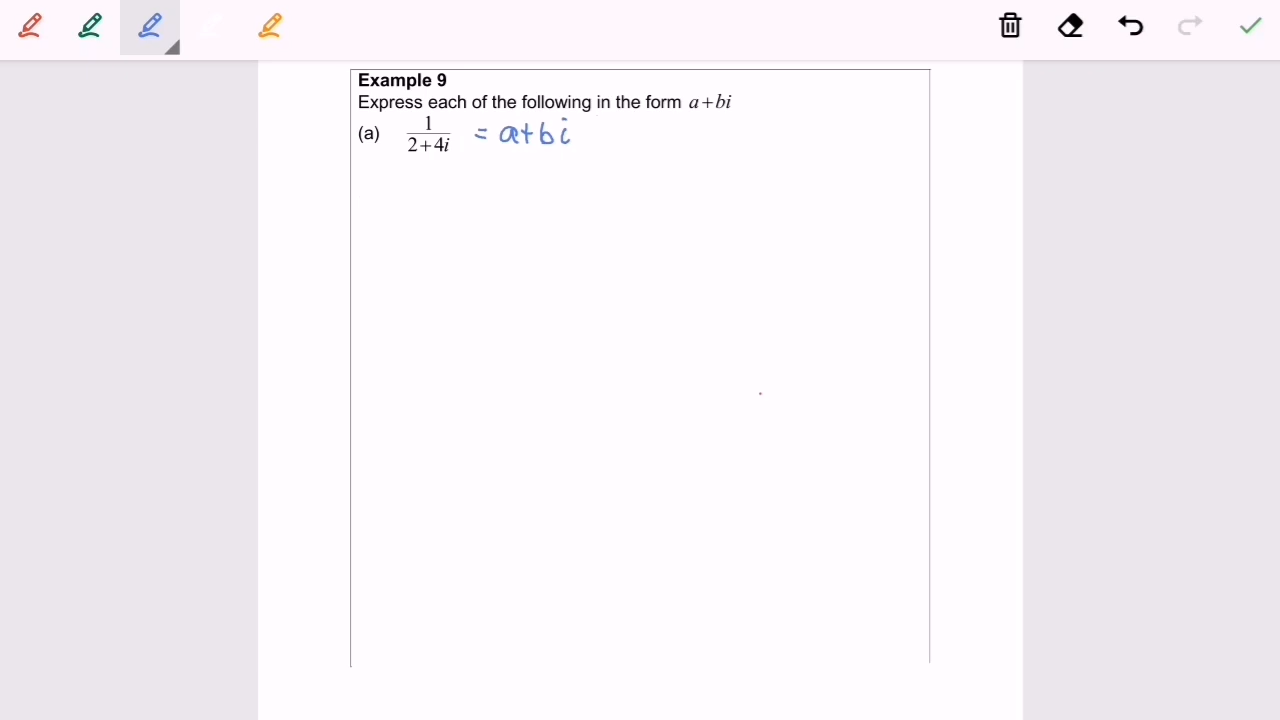 Example 9
Express each of the following in the form a+bi
(a) 1/(2+4i) = a+bi